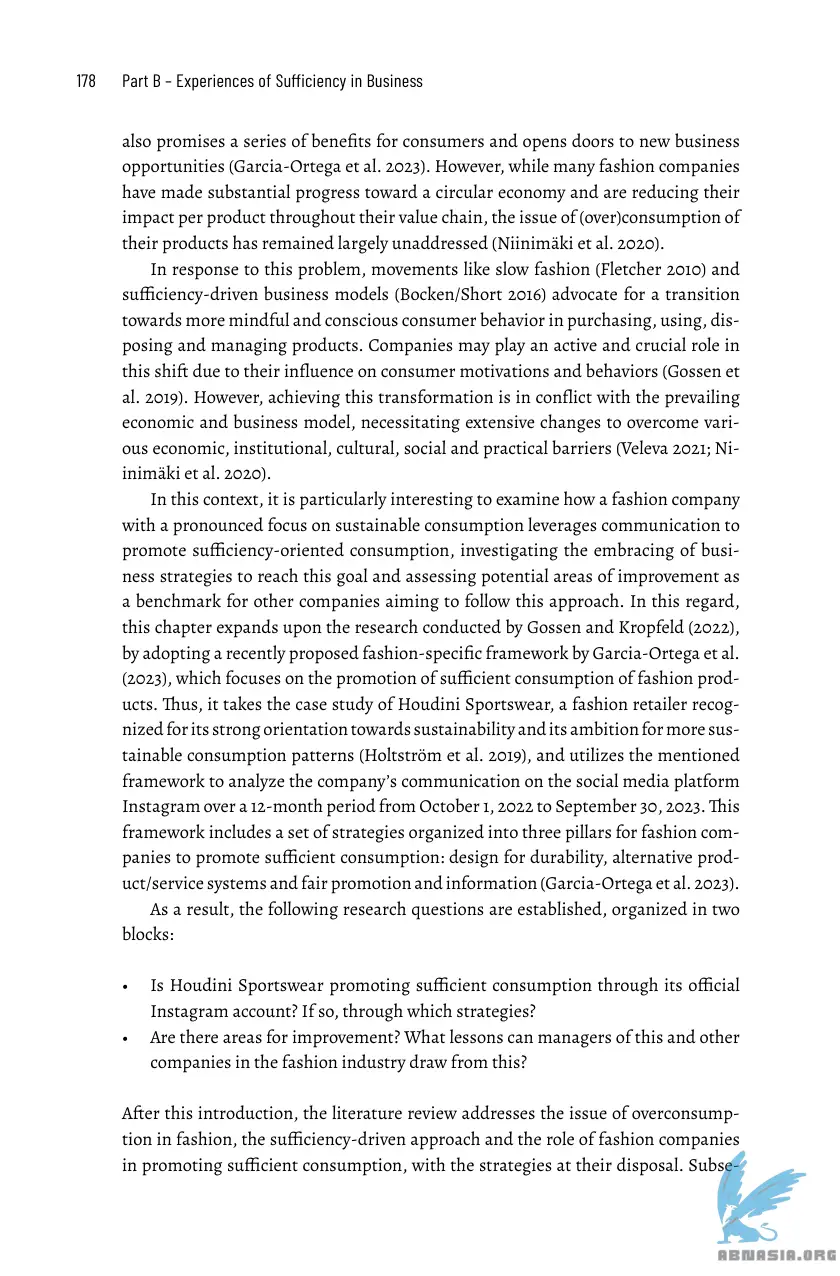 178 Part B – Experiences of Sufficiency in Business
also promises a series of benefits for consumers and opens doors to new business
opportunities (Garcia-Ortega et al. 2023). However, while many fashion companies
have made substantial progress toward a circular economy and are reducing their
impact per product throughout their value chain, the issue of (over)consumption of
their products has remained largely unaddressed (Niinimäki et al. 2020).
In response to this problem, movements like slow fashion (Fletcher 2010) and
sufficiency-driven business models (Bocken/Short 2016) advocate for a transition
towards more mindful and conscious consumer behavior in purchasing, using, dis-
posing and managing products. Companies may play an active and crucial role in
this shift due to their influence on consumer motivations and behaviors (Gossen et
al. 2019). However, achieving this transformation is in conflict with the prevailing
economic and business model, necessitating extensive changes to overcome vari-
ous economic, institutional, cultural, social and practical barriers (Veleva 2021; Ni-
inimäki et al. 2020).
In this context, it is particularly interesting to examine how a fashion company
with a pronounced focus on sustainable consumption leverages communication to
promote sufficiency-oriented consumption, investigating the embracing of busi-
ness strategies to reach this goal and assessing potential areas of improvement as
a benchmark for other companies aiming to follow this approach. In this regard,
this chapter expands upon the research conducted by Gossen and Kropfeld (2022),
by adopting a recently proposed fashion-specific framework by Garcia-Ortega et al.
(2023), which focuses on the promotion of sufficient consumption of fashion prod-
ucts. Thus, it takes the case study of Houdini Sportswear, a fashion retailer recog-
nized for its strong orientation towards sustainability and its ambition for more sus-
tainable consumption patterns (Holtström et al. 2019), and utilizes the mentioned
framework to analyze the company's communication on the social media platform
Instagram over a 12-month period from October 1, 2022 to September 30, 2023. This
framework includes a set of strategies organized into three pillars for fashion com-
panies to promote sufficient consumption: design for durability, alternative prod-
uct/service systems and fair promotion and information (Garcia-Ortega et al. 2023).
As a result, the following research questions are established, organized in two
blocks:
• Is Houdini Sportswear promoting sufficient consumption through its official
Instagram account? If so, through which strategies?
• Are there areas for improvement? What lessons can managers of this and other
companies in the fashion industry draw from this?
After this introduction, the literature review addresses the issue of overconsump-
tion in fashion, the sufficiency-driven approach and the role of fashion companies
in promoting sufficient consumption, with the strategies at their disposal. Subse-
ABNASIA.ORG